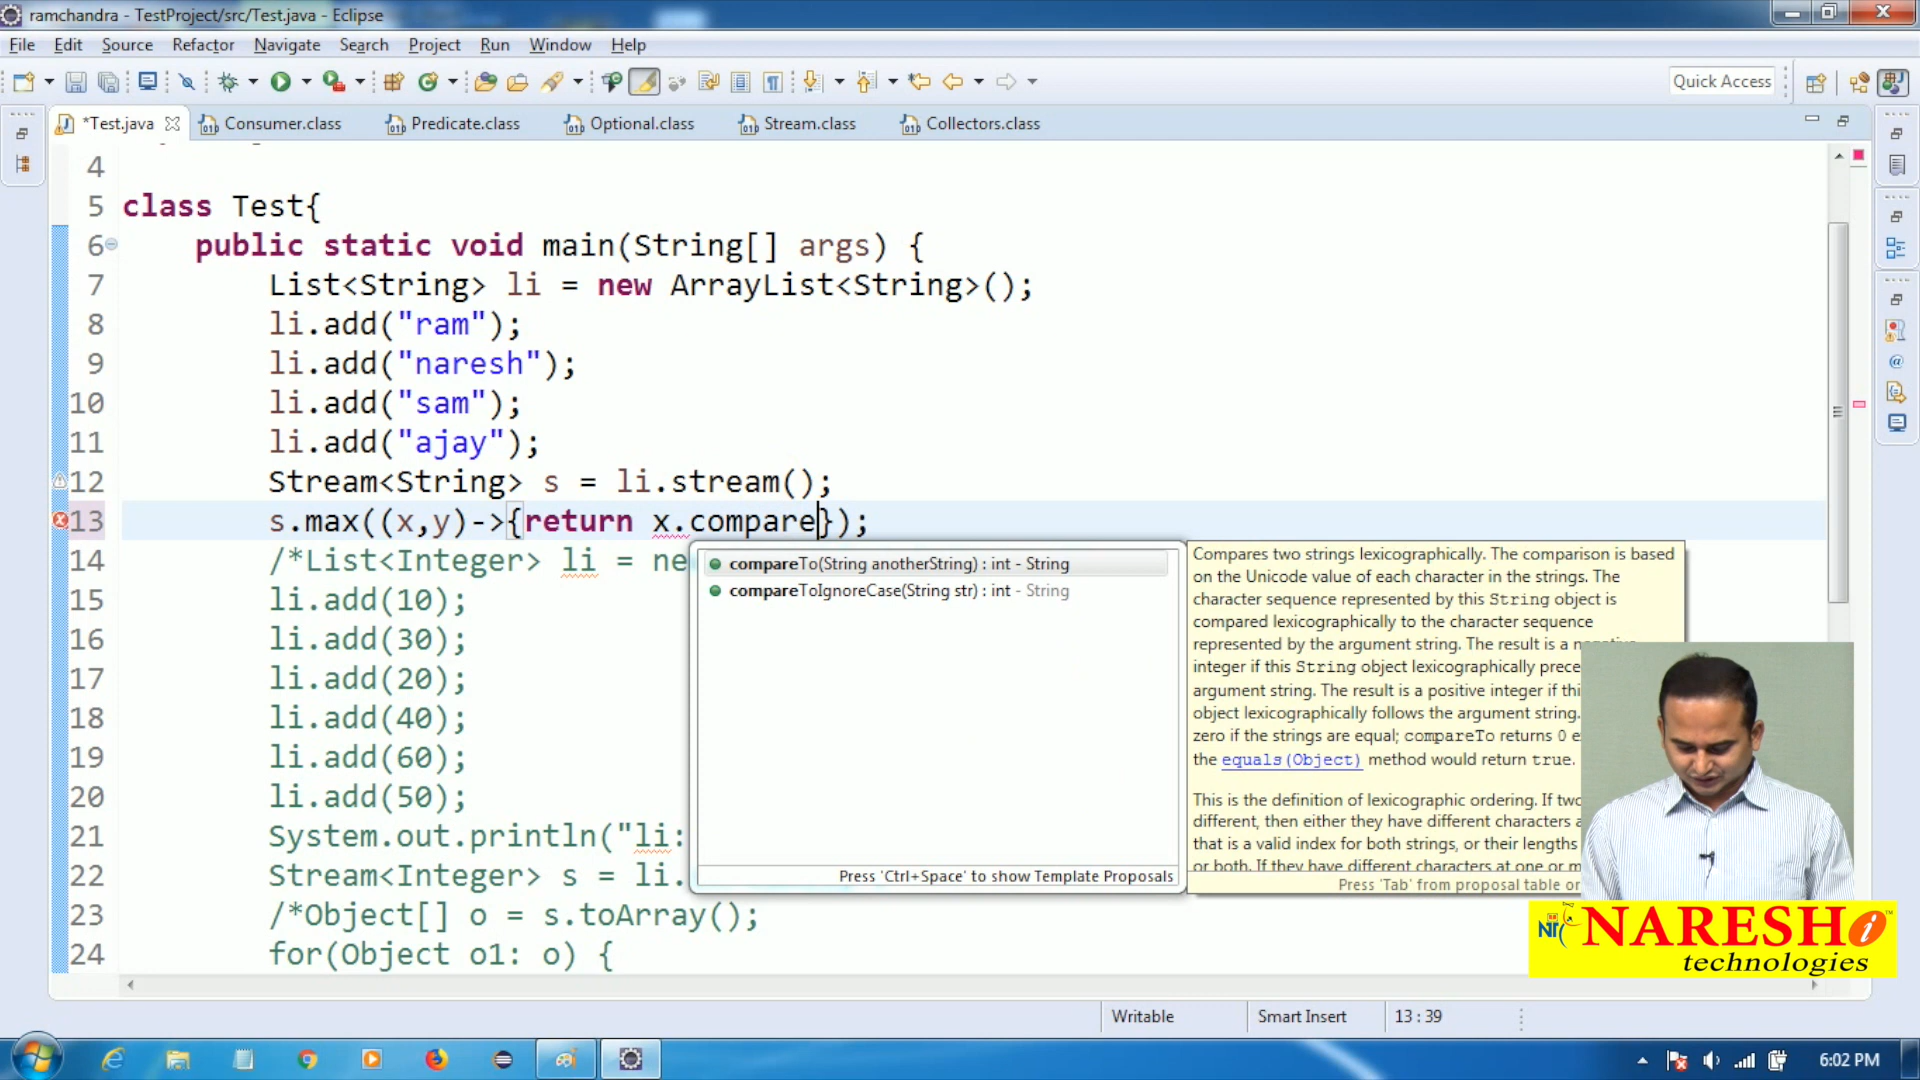 ramchandra - TestProject/src/Test.java - Eclipse
File Edit Source Refactor Navigate Search Project Run Window Help
Quick Access
*Test.java Consumer.class Predicate.class Optional.class Stream.class Collectors.class
4
5 class Test{
6 public static void main(String[] args) {
7 List<String> li = new ArrayList<String>();
8 li.add("ram");
9 li.add("naresh");
10 li.add("sam");
11 li.add("ajay");
12 Stream<String> s = li.stream();
13 s.max((x,y)->{return x.compare});
14 /*List<Integer> li = ne
15 li.add(10);
16 li.add(30);
17 li.add(20);
18 li.add(40);
19 li.add(60);
20 li.add(50);
21 System.out.println("li:
22 Stream<Integer> s = li.
23 /*Object[] o = s.toArray();
24 for(Object o1: o) {
compareTo(String anotherString) : int - String
compareToIgnoreCase(String str) : int - String
Press 'Ctrl+Space' to show Template Proposals
Compares two strings lexicographically. The comparison is based
on the Unicode value of each character in the strings. The
character sequence represented by this String object is
compared lexicographically to the character sequence
represented by the argument string. The result is a negative
integer if this String object lexicographically prece
argument string. The result is a positive integer if thi
object lexicographically follows the argument string.
zero if the strings are equal; compareTo returns 0 e
the equals(Object) method would return true.
This is the definition of lexicographic ordering. If two
different, then either they have different characters a
that is a valid index for both strings, or their lengths
or both. If they have different characters at one or m
Press 'Tab' from proposal table or
NARESH i
technologies
Writable Smart Insert 13 : 39
6:02 PM